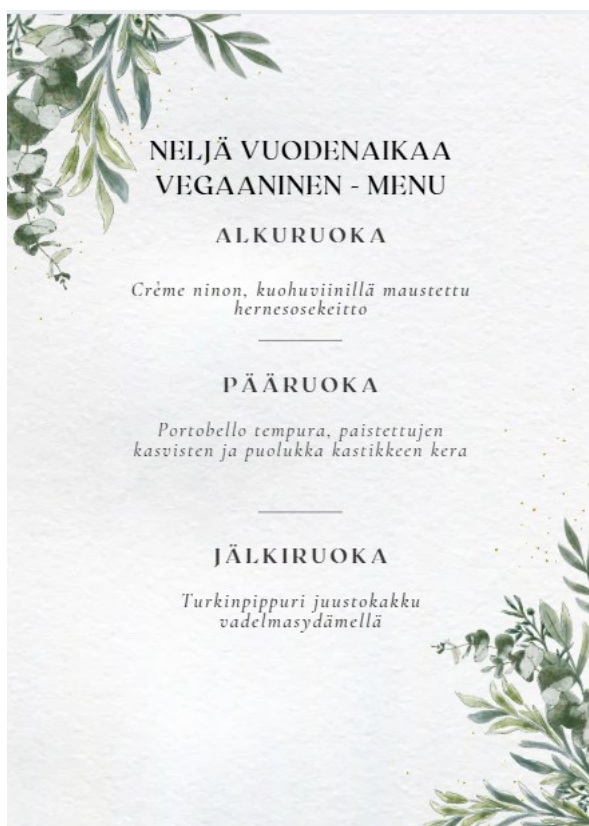 NELJÄ VUODENAIKAA
VEGAANINEN - MENU
ALKURUOKA
Crème ninon, kuohuviinillä maustettu
hernesosekeitto
PÄÄRUOKA
Portobello tempura, paistettujen
kasvisten ja puolukka kastikkeen kera
JÄLKIRUOKA
Turkinpippuri juustokakku
vadelmasydämellä